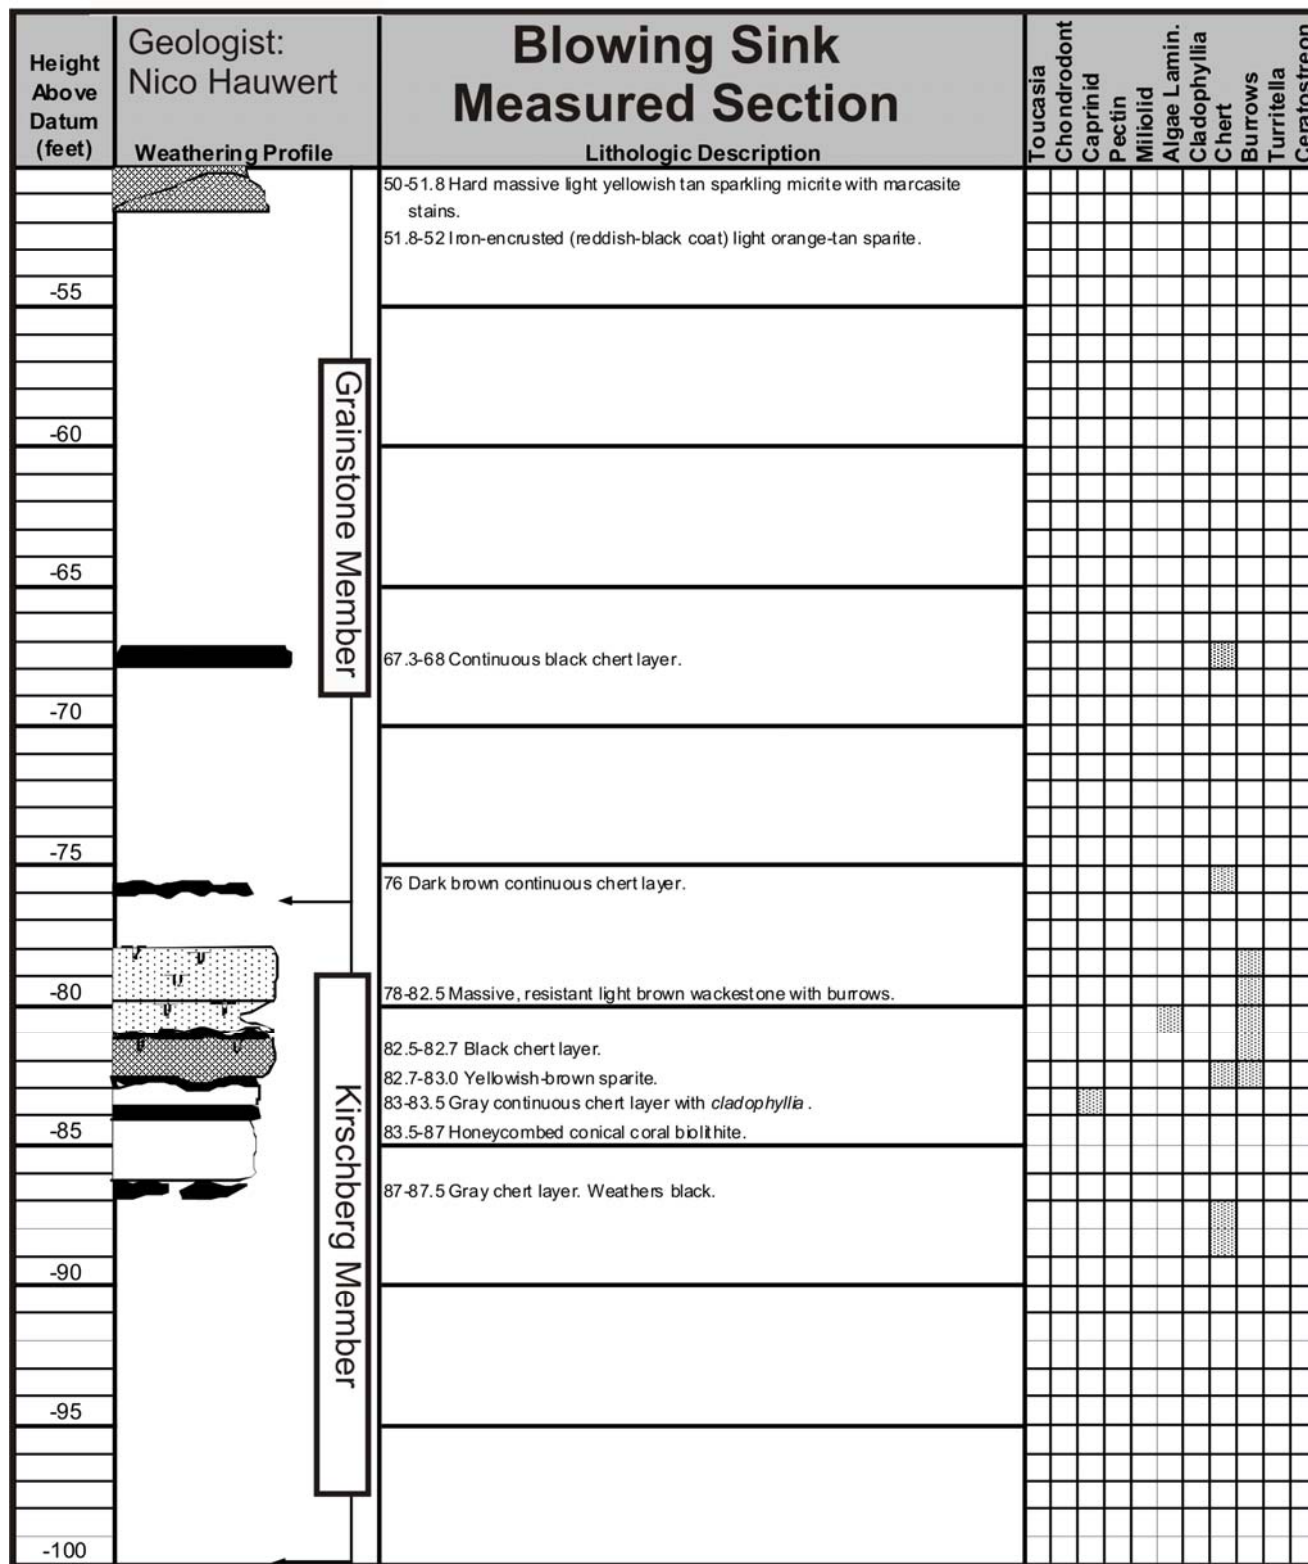 Height
Above
Datum
(feet)
Geologist:
Nico Hauwert
Weathering Profile
Blowing Sink
Measured Section
Lithologic Description
Toucasia
Chondrodont
Caprinid
Pectin
Miliolid
Algae Lamin.
Cladophyllia
Chert
Burrows
Turritella
Ceratostreon
50-51.8 Hard massive light yellowish tan sparkling micrite with marcasite
stains.
51.8-52 Iron-encrusted (reddish-black coat) light orange-tan sparite.
-55
-60
Grainstone Member
-65
67.3-68 Continuous black chert layer.
-70
-75
76 Dark brown continuous chert layer.
-80
78-82.5 Massive, resistant light brown wackestone with burrows.
82.5-82.7 Black chert layer.
82.7-83.0 Yellowish-brown sparite.
83-83.5 Gray continuous chert layer with cladophyllia.
-85
83.5-87 Honeycombed conical coral biolithite.
Kirschberg Member
87-87.5 Gray chert layer. Weathers black.
-90
-95
-100